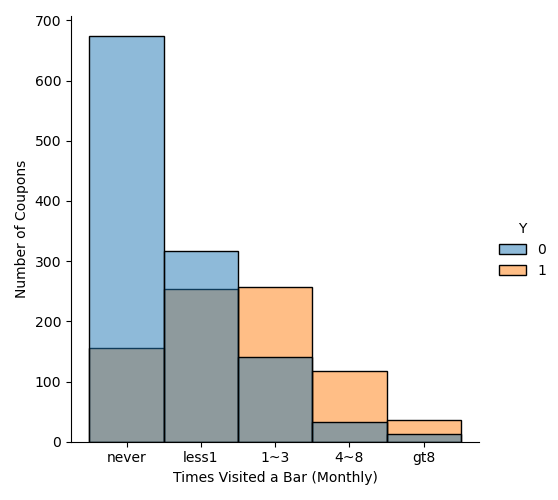 700
600
500
400
300
200
100
0
Number of Coupons
never less1 1~3 4~8 gt8
Times Visited a Bar (Monthly)
Y
0
1